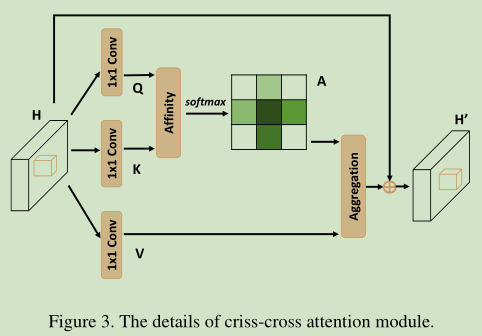 H
1x1 Conv
Q
Affinity
softmax
A
1x1 Conv
K
1x1 Conv
V
Aggregation
H'
Figure 3. The details of criss-cross attention module.